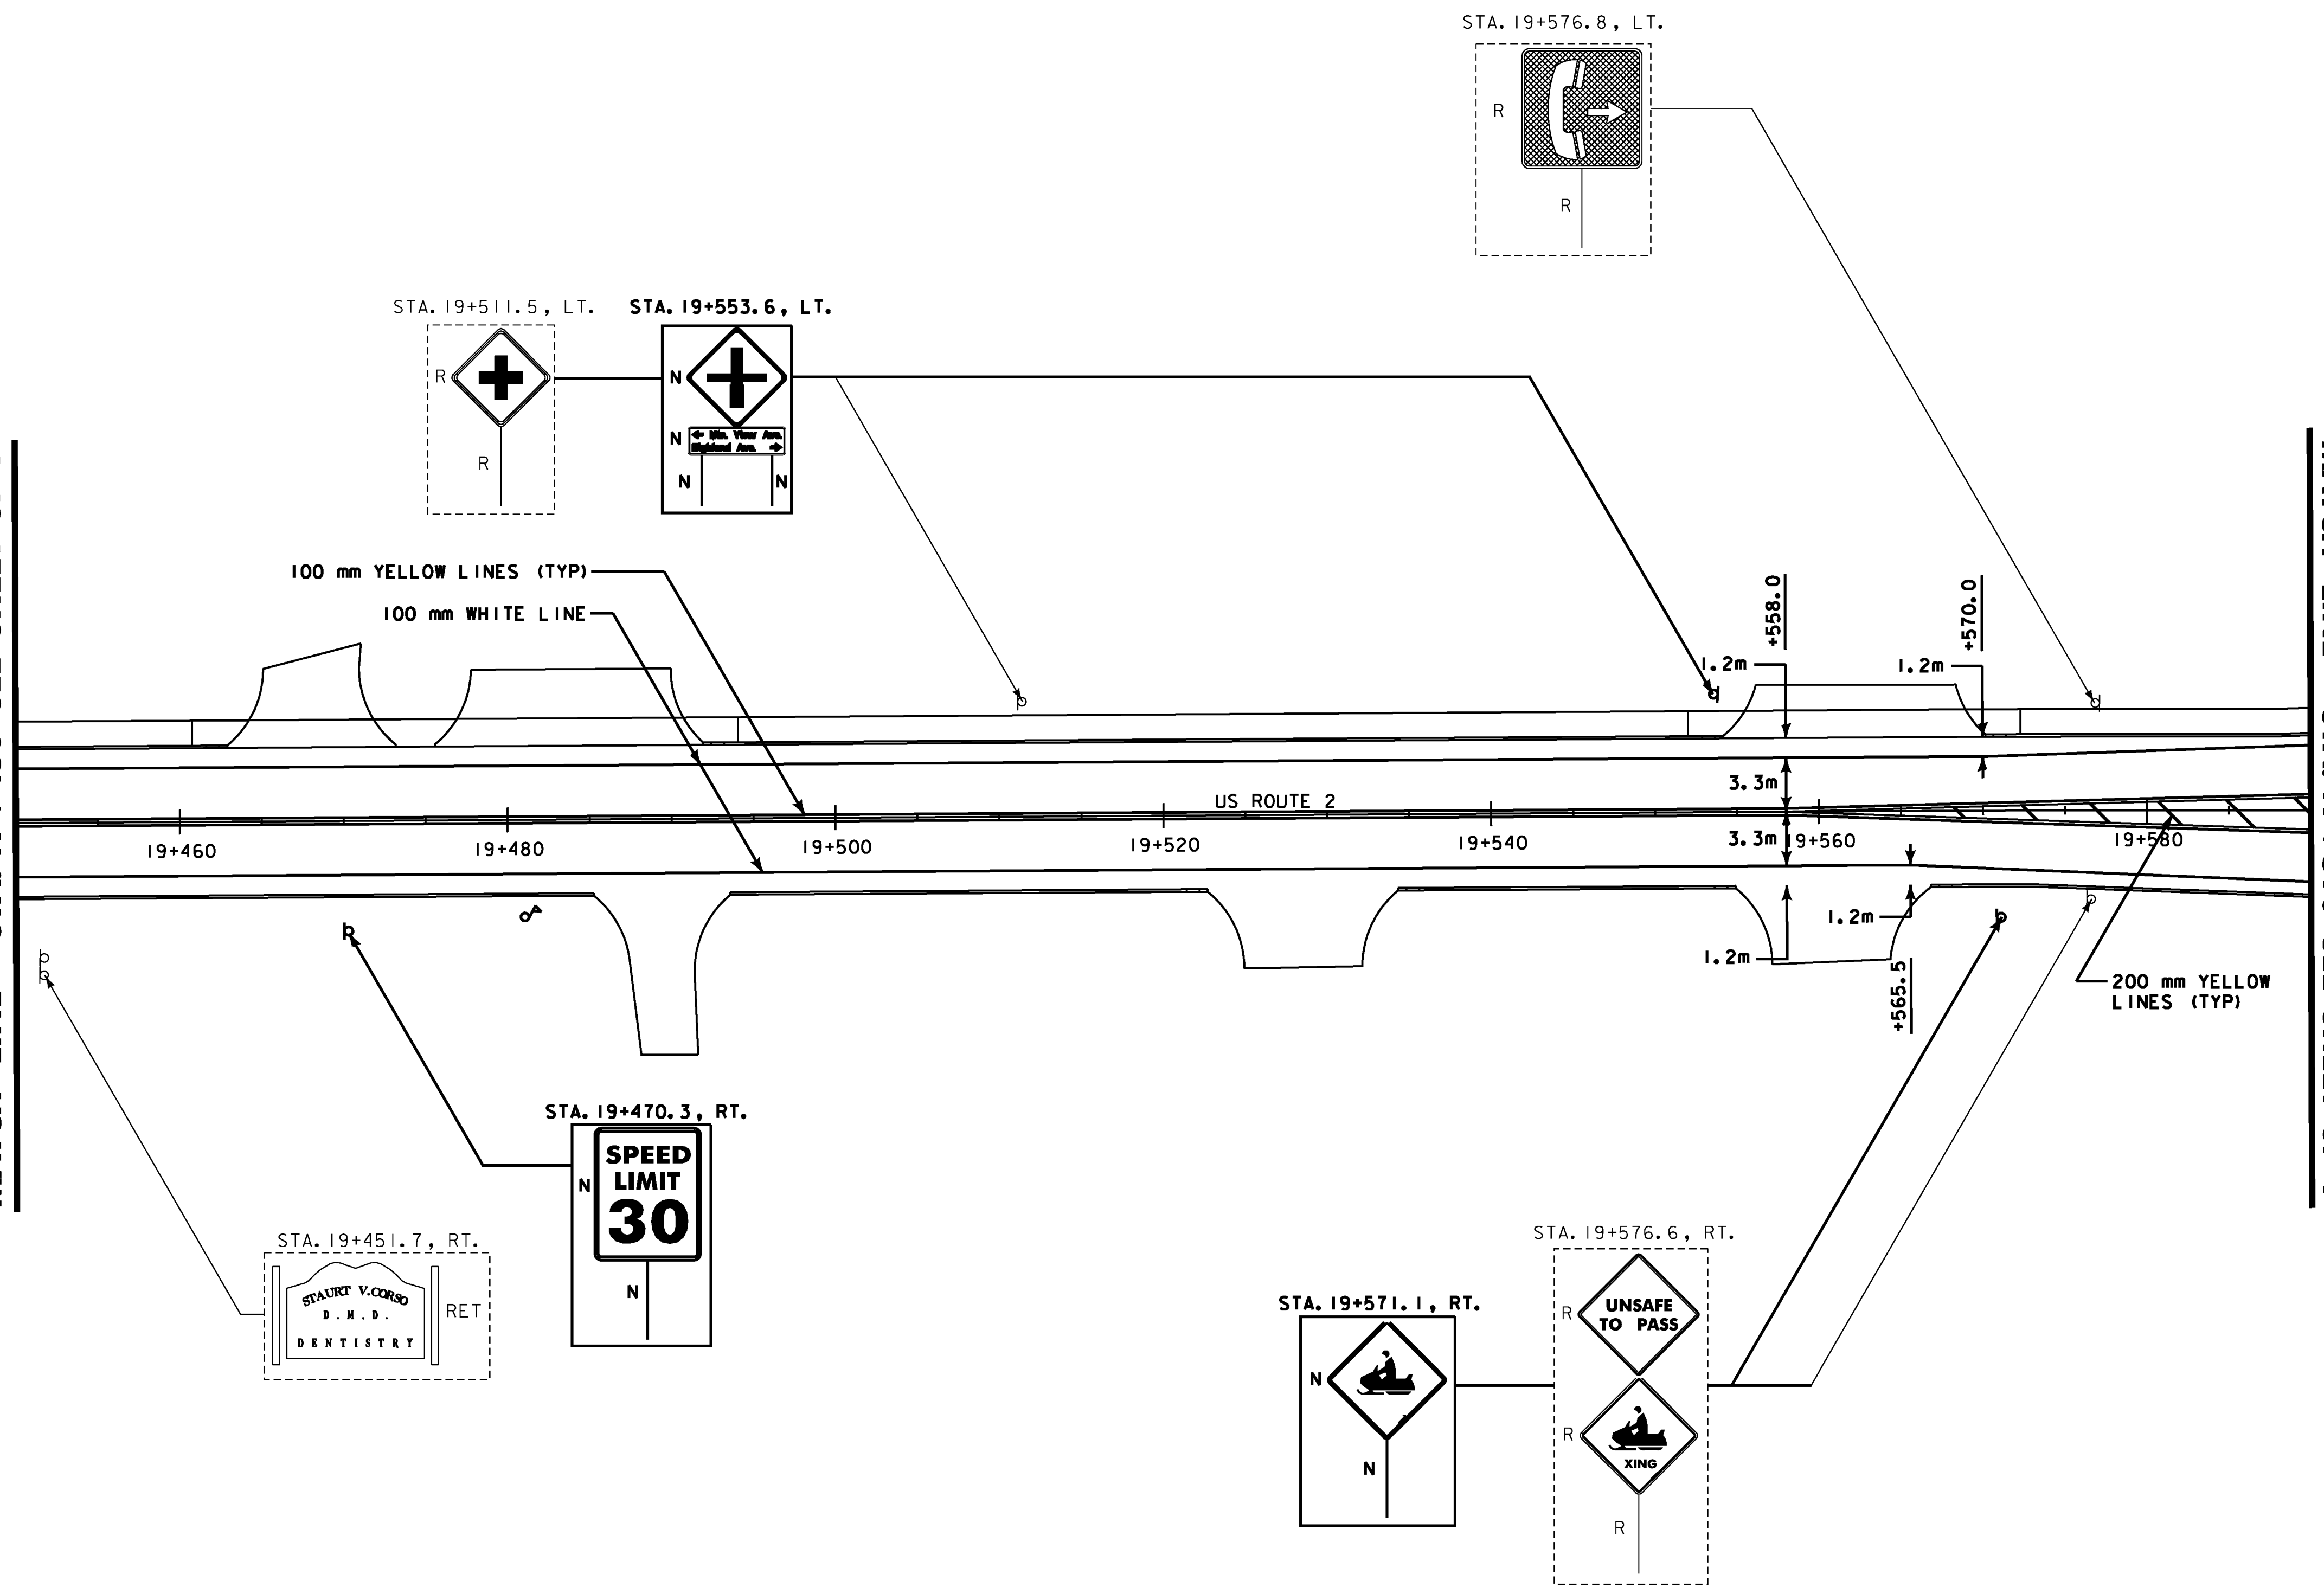 STA. 19+576.8, LT.
R
R
STA. 19+511.5, LT.
STA. 19+553.6, LT.
R
N
N
← Mtn. View Ave.
Highland Ave. →
R
N
N
100 mm YELLOW LINES (TYP)
100 mm WHITE LINE
+558.0
+570.0
1.2m
1.2m
3.3m
US ROUTE 2
3.3m
19+460
19+480
19+500
19+520
19+540
19+560
19+580
1.2m
1.2m
+565.5
200 mm YELLOW
LINES (TYP)
STA. 19+470.3, RT.
SPEED
LIMIT
30
N
N
STA. 19+451.7, RT.
STAURT V.CORSO
D.M.D.
DENTISTRY
RET
STA. 19+576.6, RT.
STA. 19+571.1, RT.
UNSAFE
TO PASS
R
N
R
XING
N
R